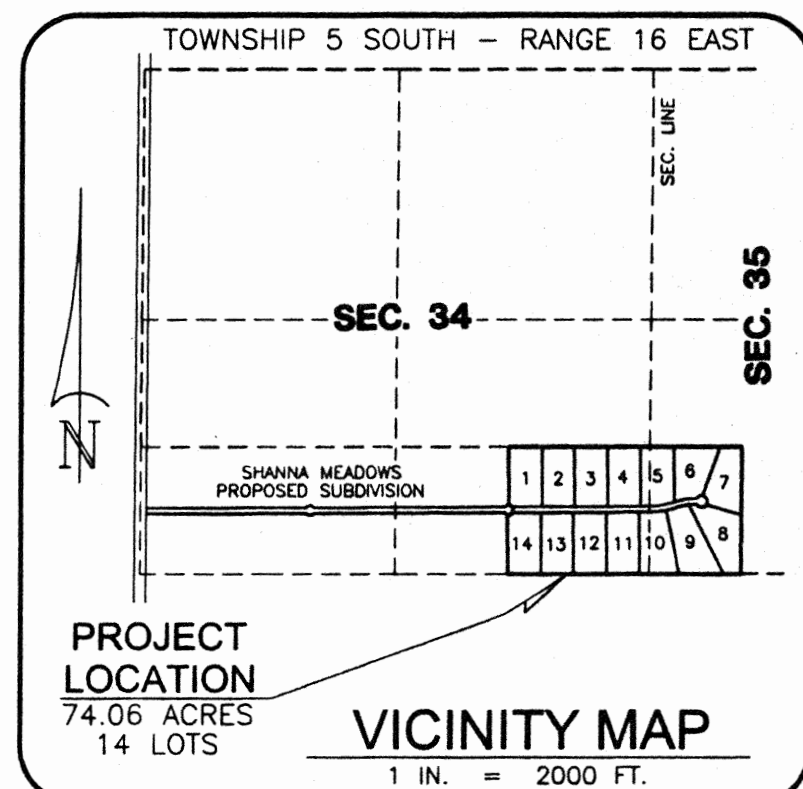 TOWNSHIP 5 SOUTH – RANGE 16 EAST
SEC. LINE
SEC. 34
SEC. 35
N
SHANNA MEADOWS
PROPOSED SUBDIVISION
1 2 3 4 5 6 7
14 13 12 11 10 9 8
PROJECT
LOCATION
74.06 ACRES
14 LOTS
VICINITY MAP
1 IN. = 2000 FT.